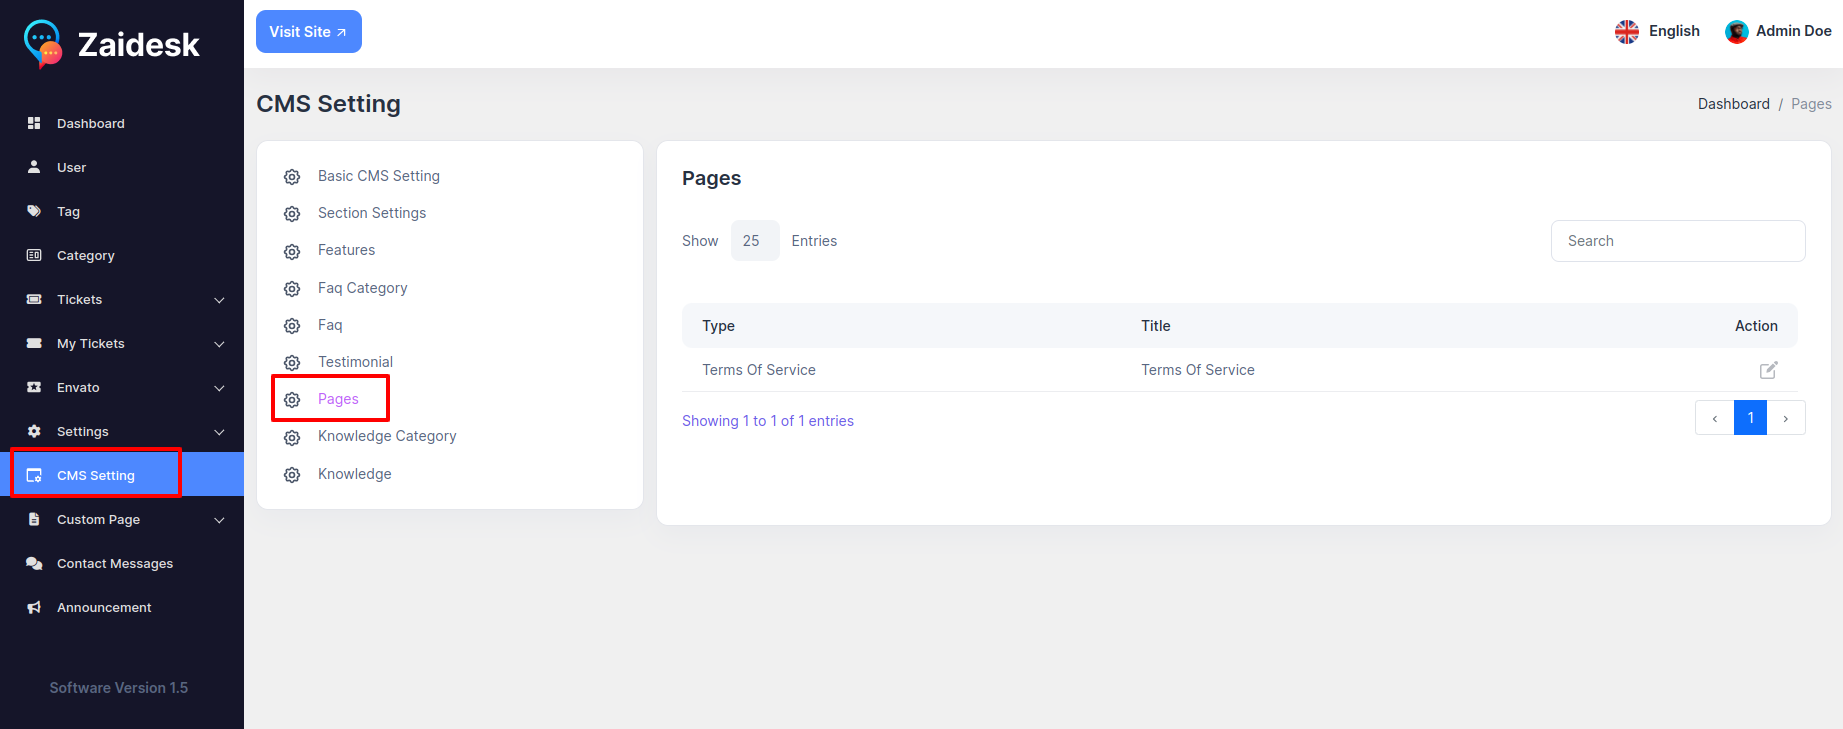 Zaidesk
Dashboard
User
Tag
Category
Tickets
My Tickets
Envato
Settings
CMS Setting
Custom Page
Contact Messages
Announcement
Software Version 1.5
Visit Site
English
Admin Doe
CMS Setting
Dashboard / Pages
Basic CMS Setting
Section Settings
Features
Faq Category
Faq
Testimonial
Pages
Knowledge Category
Knowledge
Pages
Show 25 Entries
Search
Type Title Action
Terms Of Service Terms Of Service
Showing 1 to 1 of 1 entries
‹ 1 ›